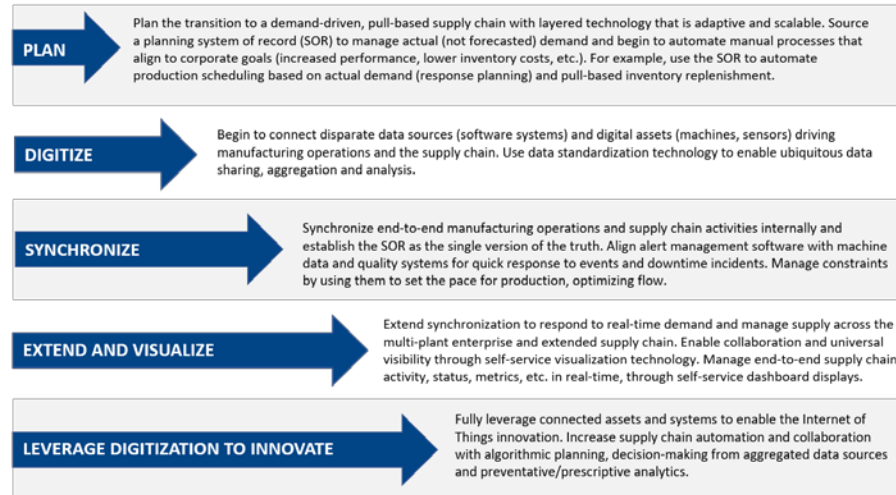 PLAN
Plan the transition to a demand-driven, pull-based supply chain with layered technology that is adaptive and scalable. Source
a planning system of record (SOR) to manage actual (not forecasted) demand and begin to automate manual processes that
align to corporate goals (increased performance, lower inventory costs, etc.). For example, use the SOR to automate
production scheduling based on actual demand (response planning) and pull-based inventory replenishment.
DIGITIZE
Begin to connect disparate data sources (software systems) and digital assets (machines, sensors) driving
manufacturing operations and the supply chain. Use data standardization technology to enable ubiquitous data
sharing, aggregation and analysis.
SYNCHRONIZE
Synchronize end-to-end manufacturing operations and supply chain activities internally and
establish the SOR as the single version of the truth. Align alert management software with machine
data and quality systems for quick response to events and downtime incidents. Manage constraints
by using them to set the pace for production, optimizing flow.
EXTEND AND VISUALIZE
Extend synchronization to respond to real-time demand and manage supply across the
multi-plant enterprise and extended supply chain. Enable collaboration and universal
visibility through self-service visualization technology. Manage end-to-end supply chain
activity, status, metrics, etc. in real-time, through self-service dashboard displays.
LEVERAGE DIGITIZATION TO INNOVATE
Fully leverage connected assets and systems to enable the Internet of
Things innovation. Increase supply chain automation and collaboration
with algorithmic planning, decision-making from aggregated data sources
and preventative/prescriptive analytics.